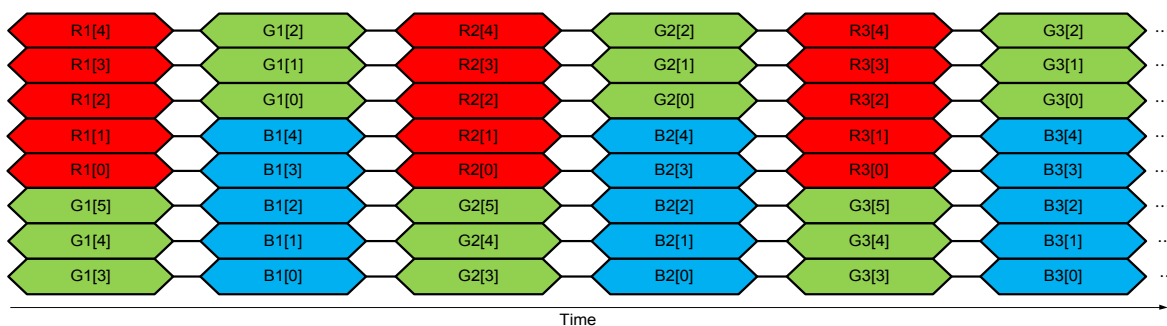 R1[4] G1[2] R2[4] G2[2] R3[4] G3[2] ...
R1[3] G1[1] R2[3] G2[1] R3[3] G3[1] ...
R1[2] G1[0] R2[2] G2[0] R3[2] G3[0] ...
R1[1] B1[4] R2[1] B2[4] R3[1] B3[4] ...
R1[0] B1[3] R2[0] B2[3] R3[0] B3[3] ...
G1[5] B1[2] G2[5] B2[2] G3[5] B3[2] ...
G1[4] B1[1] G2[4] B2[1] G3[4] B3[1] ...
G1[3] B1[0] G2[3] B2[0] G3[3] B3[0] ...
Time